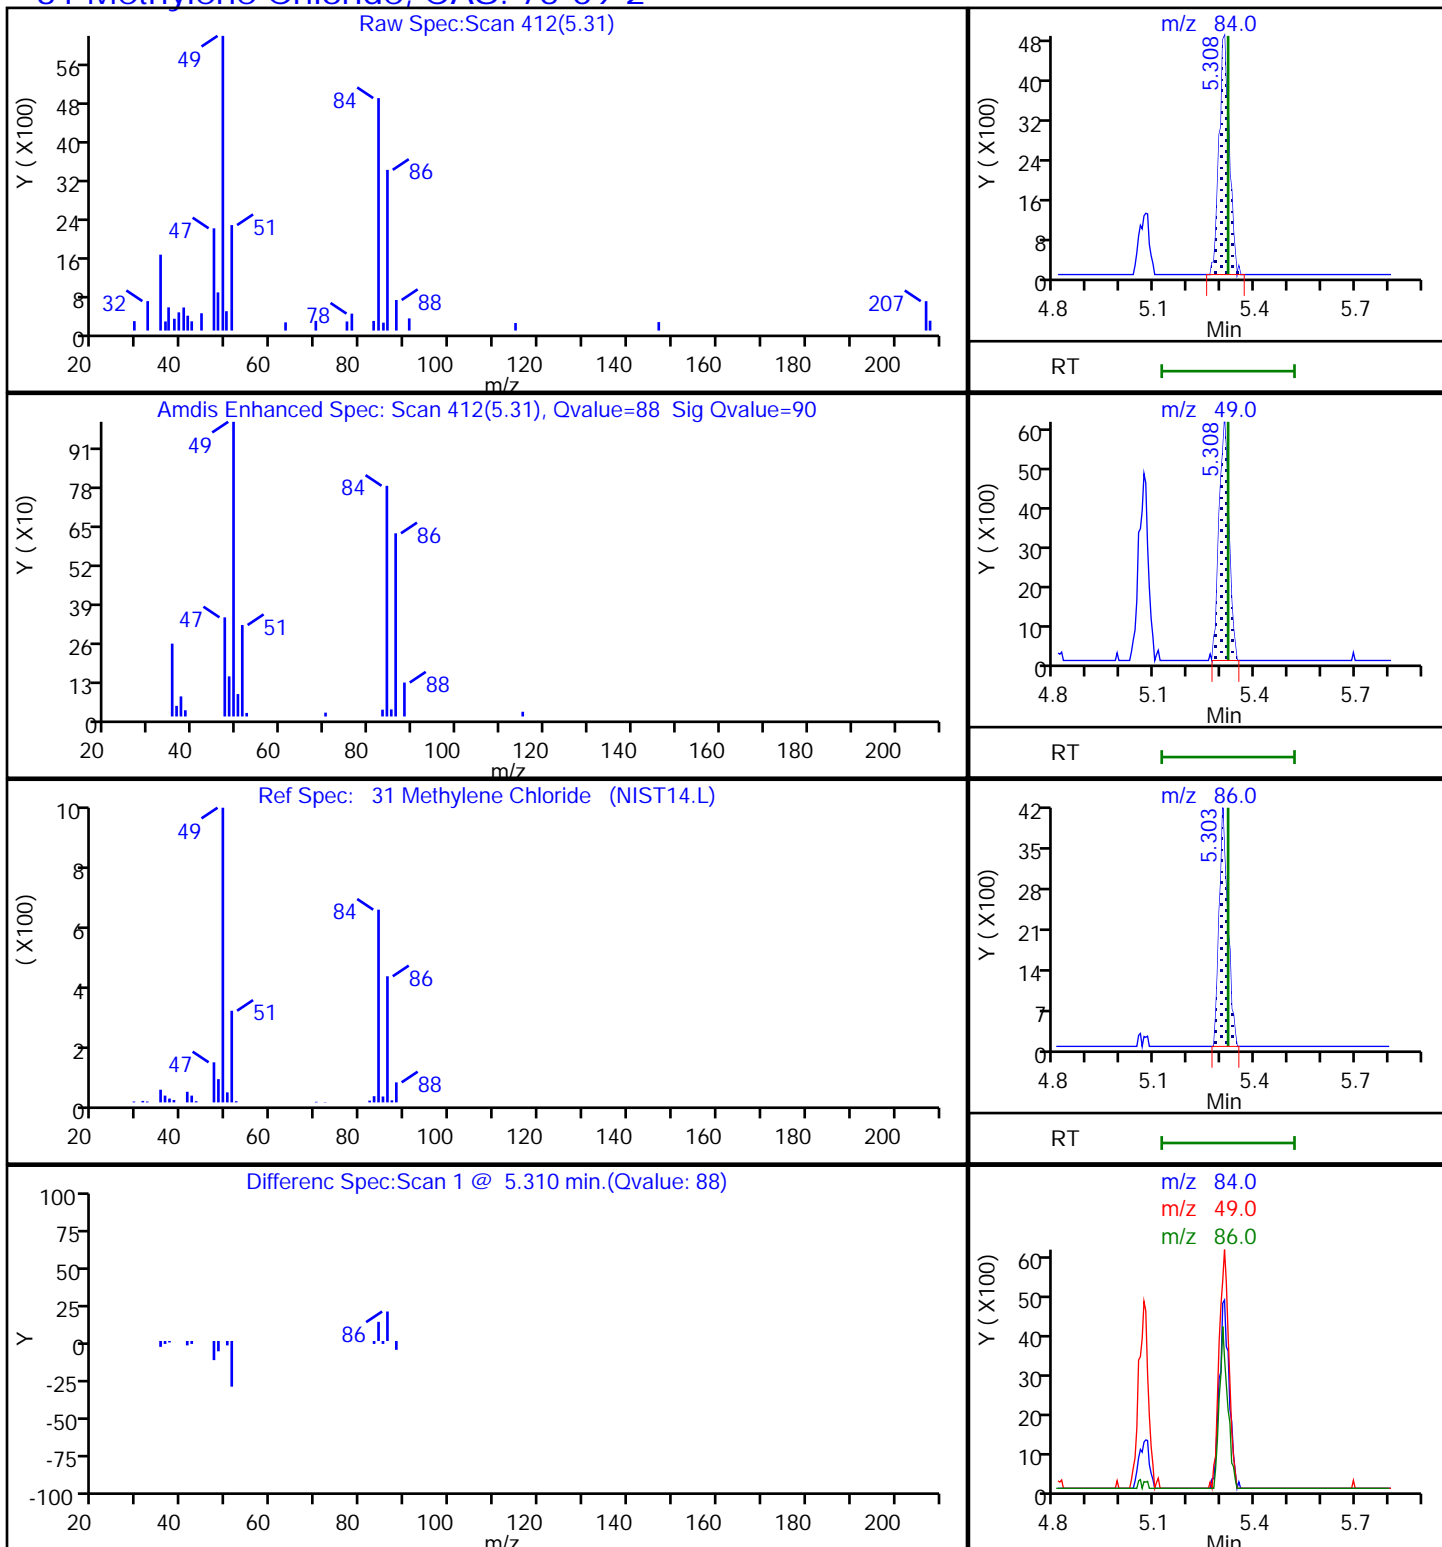 31 Methylene Chloride, CAS: 75-09-2
Raw Spec:Scan 412(5.31)
Y ( X100)
56
48
40
32
24
16
8
0
49
84
86
47
51
32
78
88
207
20 40 60 80 100 120 140 160 180 200
m/z
m/z 84.0
Y ( X100)
48
40
32
24
16
8
0
5.308
4.8 5.1 5.4 5.7
Min
RT
Amdis Enhanced Spec: Scan 412(5.31), Qvalue=88 Sig Qvalue=90
Y ( X10)
91
78
65
52
39
26
13
0
49
84
86
47
51
88
20 40 60 80 100 120 140 160 180 200
m/z
m/z 49.0
Y ( X100)
60
50
40
30
20
10
0
5.308
4.8 5.1 5.4 5.7
Min
RT
Ref Spec: 31 Methylene Chloride (NIST14.L)
( X100)
10
8
6
4
2
0
49
84
86
51
47
88
20 40 60 80 100 120 140 160 180 200
m/z 86.0
Y ( X100)
42
35
28
21
14
7
0
5.303
4.8 5.1 5.4 5.7
Min
RT
Differenc Spec:Scan 1 @ 5.310 min.(Qvalue: 88)
Y
100
75
50
25
0
-25
-50
-75
-100
86
20 40 60 80 100 120 140 160 180 200
m/z
m/z 84.0
m/z 49.0
m/z 86.0
Y ( X100)
60
50
40
30
20
10
0
4.8 5.1 5.4 5.7
Min